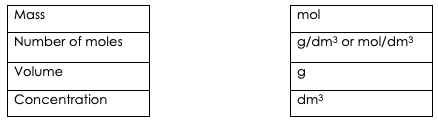 Mass
Number of moles
Volume
Concentration
mol
g/dm³ or mol/dm³
g
dm³